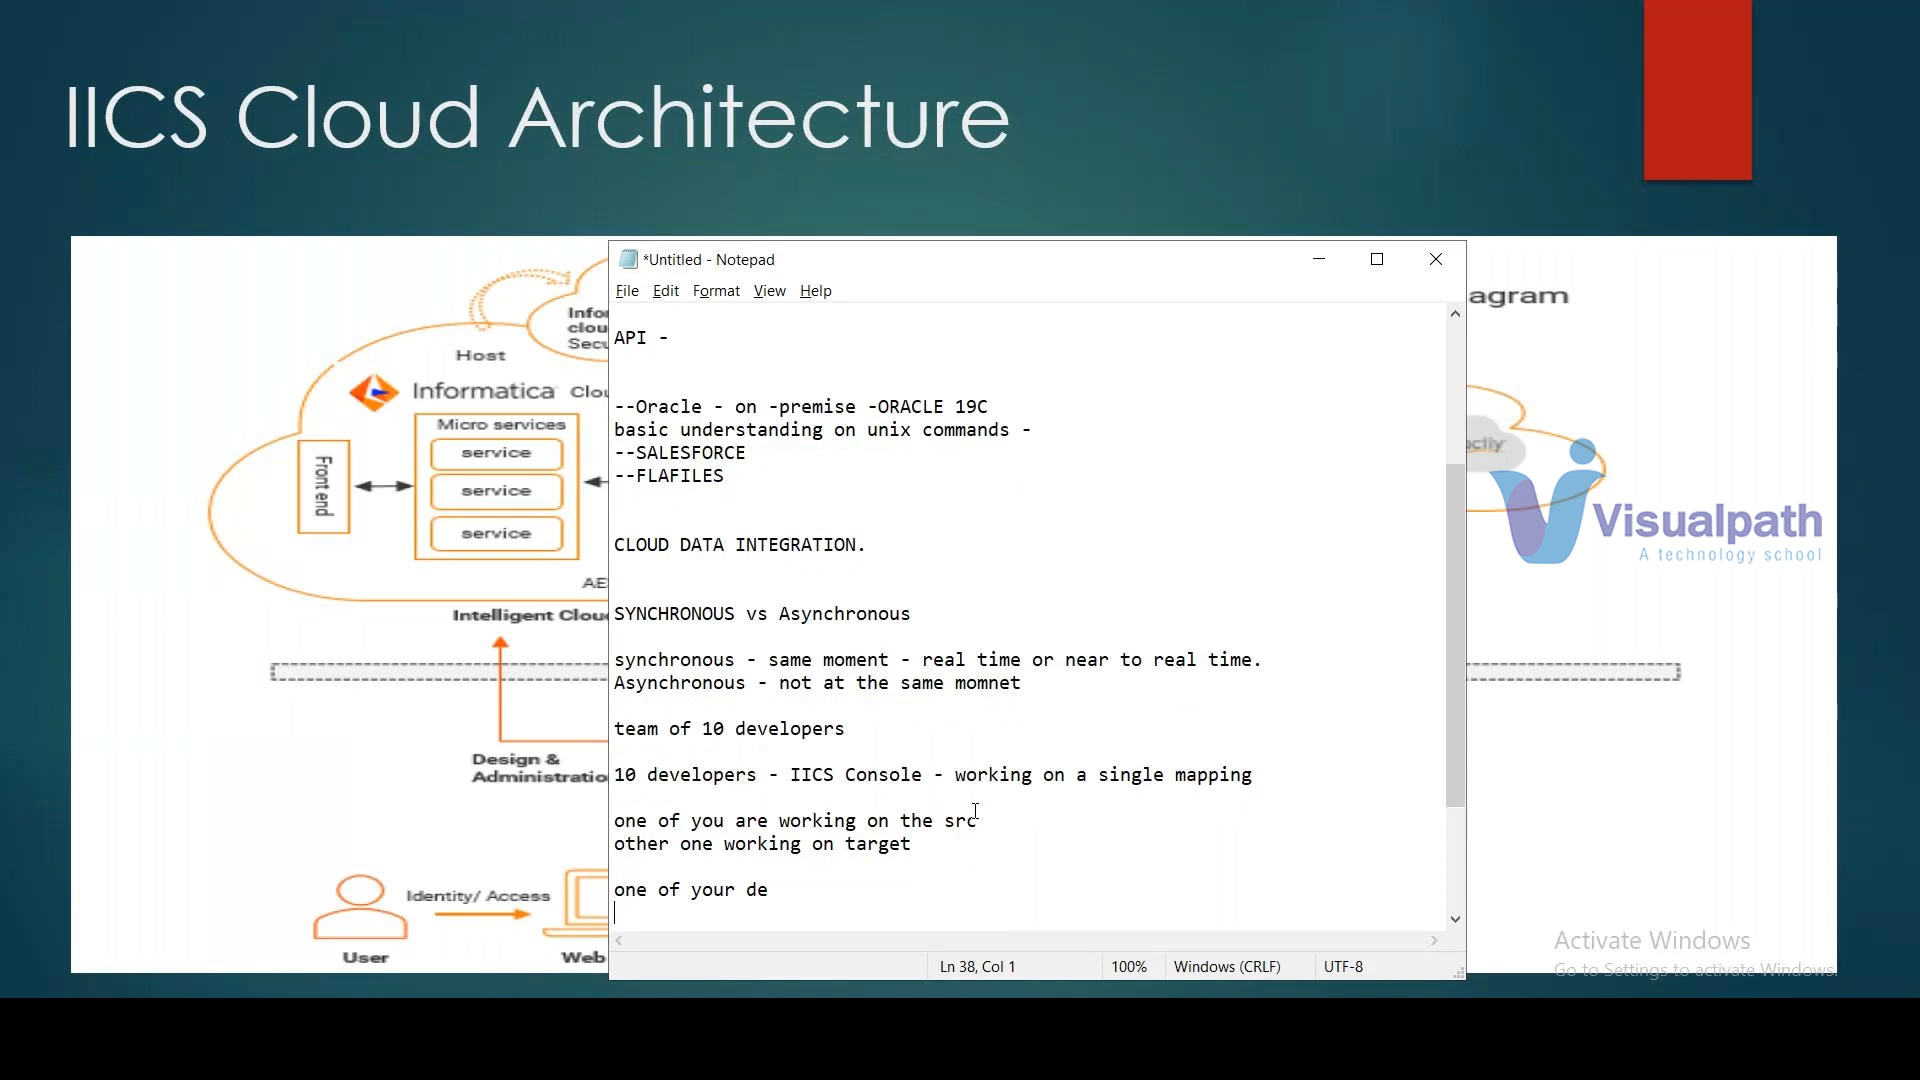 IICS Cloud Architecture
*Untitled - Notepad
File Edit Format View Help
API -
--Oracle - on -premise -ORACLE 19C
basic understanding on unix commands -
--SALESFORCE
--FLAFILES
CLOUD DATA INTEGRATION.
SYNCHRONOUS vs Asynchronous
synchronous - same moment - real time or near to real time.
Asynchronous - not at the same momnet
team of 10 developers
10 developers - IICS Console - working on a single mapping
one of you are working on the src
other one working on target
one of your de
Ln 38, Col 1
100%
Windows (CRLF)
UTF-8
Host
Informatica
Micro services
service
service
service
Front end
Intelligent
Design &
Identity/ Access
User
Web
Visualpath
A technology school
Activate Windows
Go to Settings to activate Windows.